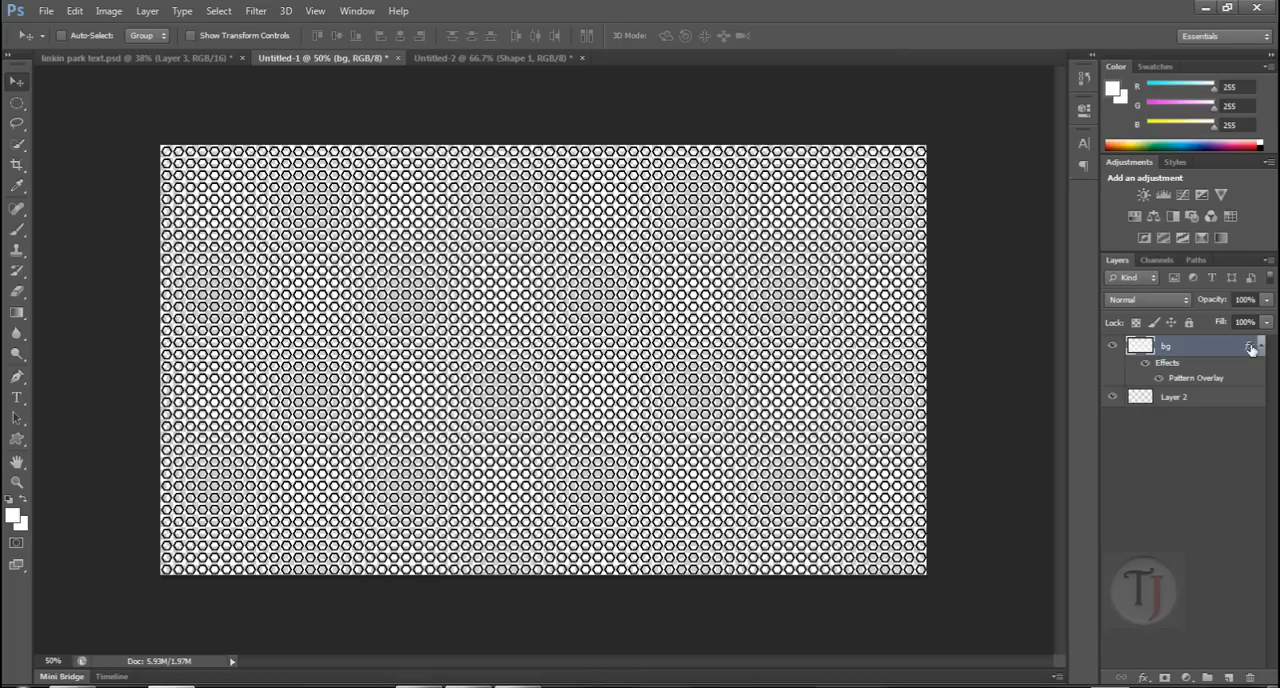 Ps File Edit Image Layer Type Select Filter 3D View Window Help
Auto-Select: Group Show Transform Controls 3D Mode: Essentials
linkin park text.psd @ 38% (Layer 3, RGB/16) * × Untitled-1 @ 50% (bg, RGB/8) * × Untitled-2 @ 66.7% (Shape 1, RGB/8) * ×
Color Swatches
R 255
G 255
B 255
Adjustments Styles
Add an adjustment
Layers Channels Paths
Kind
Normal Opacity: 100%
Lock: Fill: 100%
bg
Effects
Pattern Overlay
Layer 2
TJ
50% Doc: 5.93M/1.97M
Mini Bridge Timeline